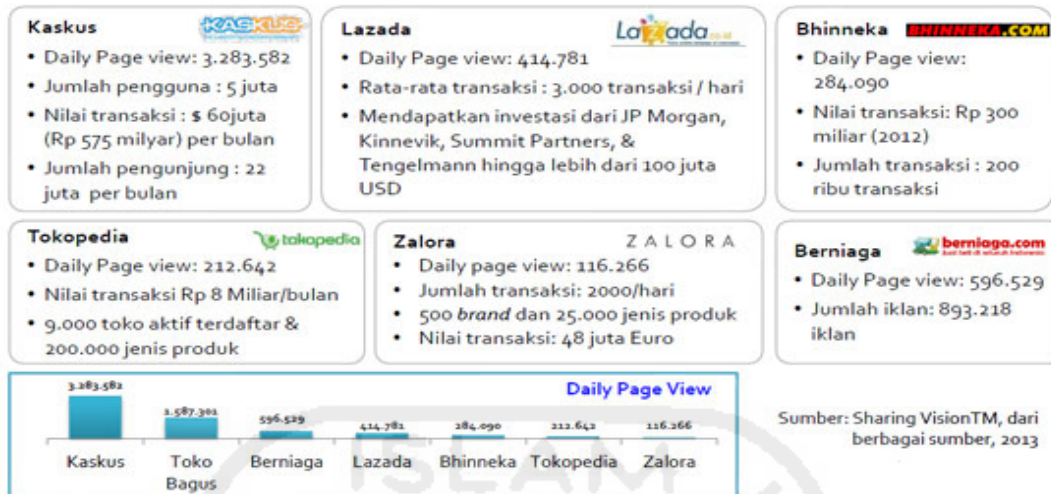 Kaskus
KASKUS
• Daily Page view: 3.283.582
• Jumlah pengguna : 5 juta
• Nilai transaksi : $ 60juta
(Rp 575 milyar) per bulan
• Jumlah pengunjung : 22
juta per bulan
Lazada
Lazada.co.id
• Daily Page view: 414.781
• Rata-rata transaksi : 3.000 transaksi / hari
• Mendapatkan investasi dari JP Morgan,
Kinnevik, Summit Partners, &
Tengelmann hingga lebih dari 100 juta
USD
Bhinneka
BHINNEKA.COM
• Daily Page view:
284.090
• Nilai transaksi: Rp 300
miliar (2012)
• Jumlah transaksi : 200
ribu transaksi
Tokopedia
tokopedia
• Daily Page view: 212.642
• Nilai transaksi Rp 8 Miliar/bulan
• 9.000 toko aktif terdaftar &
200.000 jenis produk
Zalora
ZALORA
• Daily page view: 116.266
• Jumlah transaksi: 2000/hari
• 500 brand dan 25.000 jenis produk
• Nilai transaksi: 48 juta Euro
Berniaga
berniaga.com
• Daily Page view: 596.529
• Jumlah iklan: 893.218
iklan
Daily Page View
3.283.582
1.587.301
596.529
414.781
284.090
212.642
116.266
Kaskus
Toko
Bagus
Berniaga
Lazada
Bhinneka
Tokopedia
Zalora
Sumber: Sharing VisionTM, dari
berbagai sumber, 2013
ISLAM